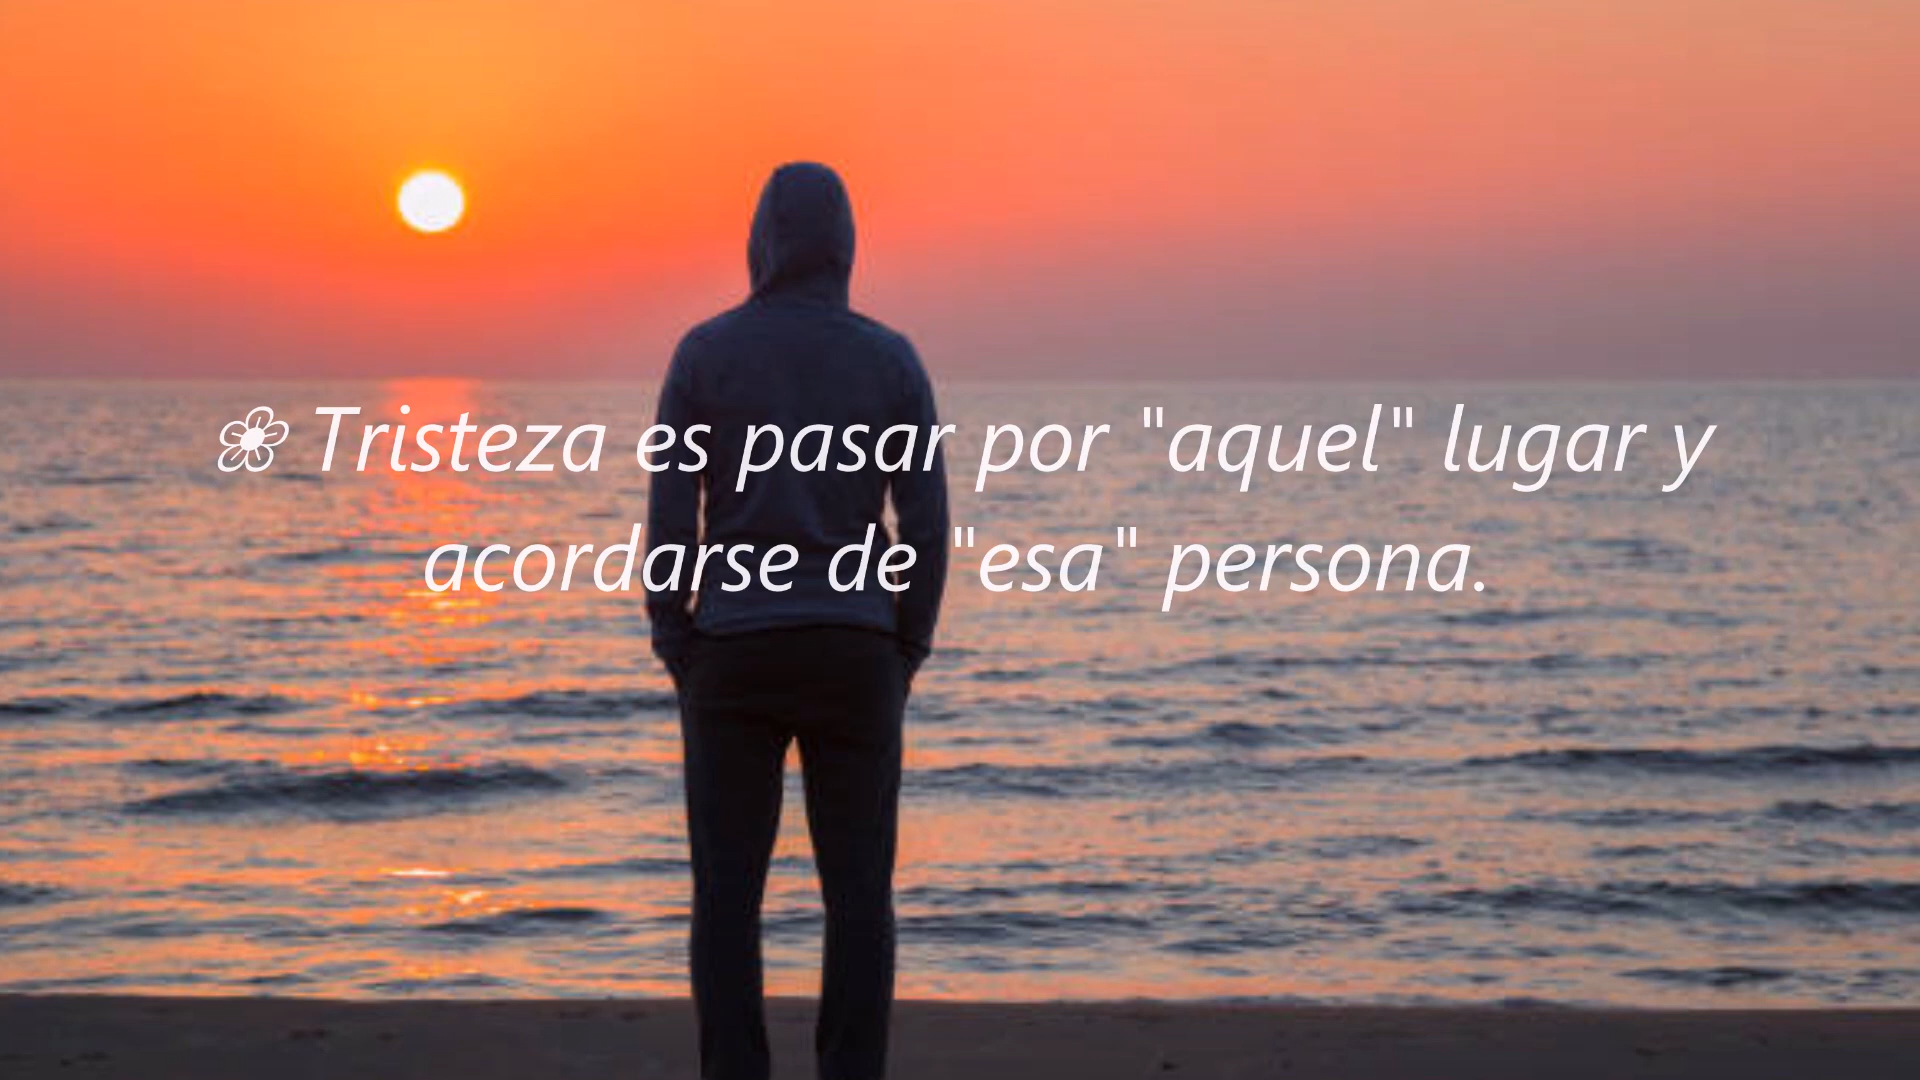 ❀ Tristeza es pasar por "aquel" lugar y
acordarse de "esa" persona.